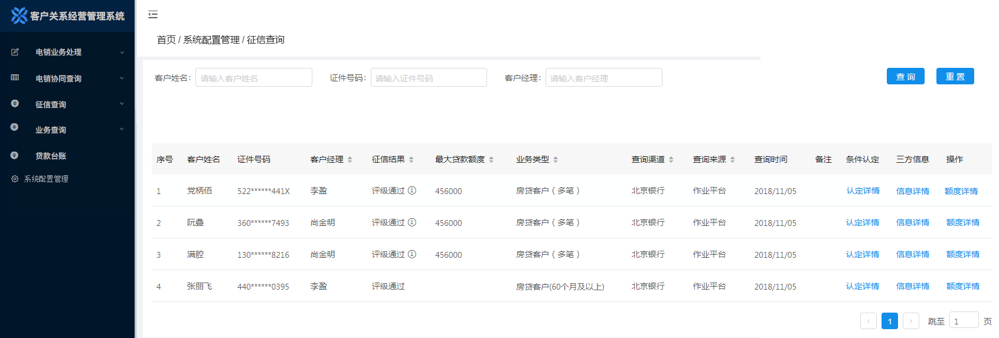 客户关系经营管理系统
电销业务处理
电销协同查询
征信查询
业务查询
贷款台账
系统配置管理
首页 / 系统配置管理 / 征信查询
客户姓名: 请输入客户姓名 证件号码: 请输入证件号码 客户经理: 请输入客户经理 查 询 重 置
序号 客户姓名 证件号码 客户经理 征信结果 最大贷款额度 业务类型 查询渠道 查询来源 查询时间 备注 条件认定 三方信息 操作
1 党柄佰 522******441X 李盈 评级通过 456000 房贷客户（多笔） 北京银行 作业平台 2018/11/05 认定详情 信息详情 额度详情
2 阮叠 360******7493 尚金明 评级通过 456000 房贷客户（多笔） 北京银行 作业平台 2018/11/05 认定详情 信息详情 额度详情
3 满腔 130******8216 尚金明 评级通过 456000 房贷客户（多笔） 北京银行 作业平台 2018/11/05 认定详情 信息详情 额度详情
4 张丽飞 440******0395 李盈 评级通过 房贷客户(60个月及以上) 北京银行 作业平台 2018/11/05 认定详情 信息详情 额度详情
< 1 > 跳至 1 页